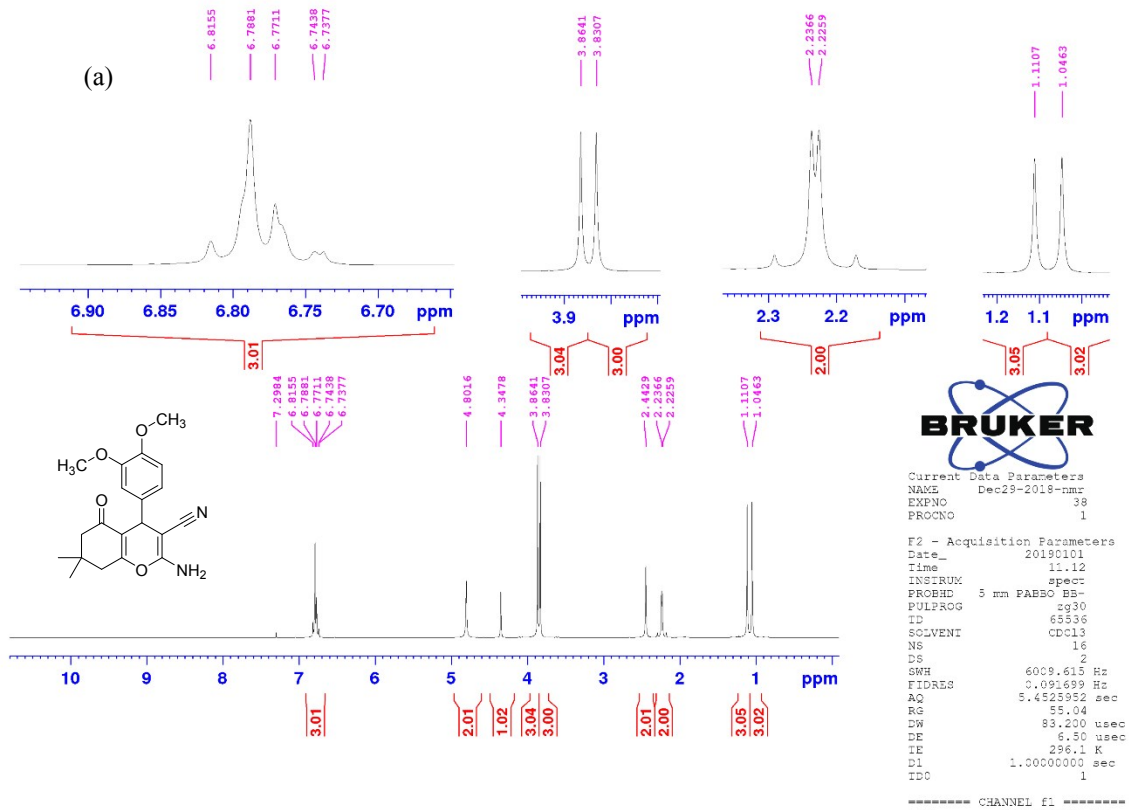 6.8155
6.7881
6.7711
6.7438
6.7377
3.8641
3.8307
2.2366
2.2259
1.1107
1.0463
(a)
6.90 6.85 6.80 6.75 6.70 ppm
3.9 ppm
2.3 2.2 ppm
1.2 1.1 ppm
3.01
3.04 3.00
2.00
3.05 3.02
7.2984
6.8155
6.7881
6.7711
6.7438
6.7377
4.8016
4.3478
3.8641
3.8307
2.4429
2.2366
2.2259
1.1107
1.0463
O CH3
H3C O
O
N
O NH2
10 9 8 7 6 5 4 3 2 1 ppm
3.01 2.01 1.02 3.04 3.00 2.01 2.00 3.05 3.02
BRUKER
Current Data Parameters
NAME Dec29-2018-nmr
EXPNO 38
PROCNO 1
F2 - Acquisition Parameters
Date_ 20190101
Time 11.12
INSTRUM spect
PROBHD 5 mm PABBO BB-
PULPROG zg30
TD 65536
SOLVENT CDCl3
NS 16
DS 2
SWH 6009.615 Hz
FIDRES 0.091699 Hz
AQ 5.4525952 sec
RG 55.04
DW 83.200 usec
DE 6.50 usec
TE 296.1 K
D1 1.00000000 sec
TD0 1
======== CHANNEL f1 ========